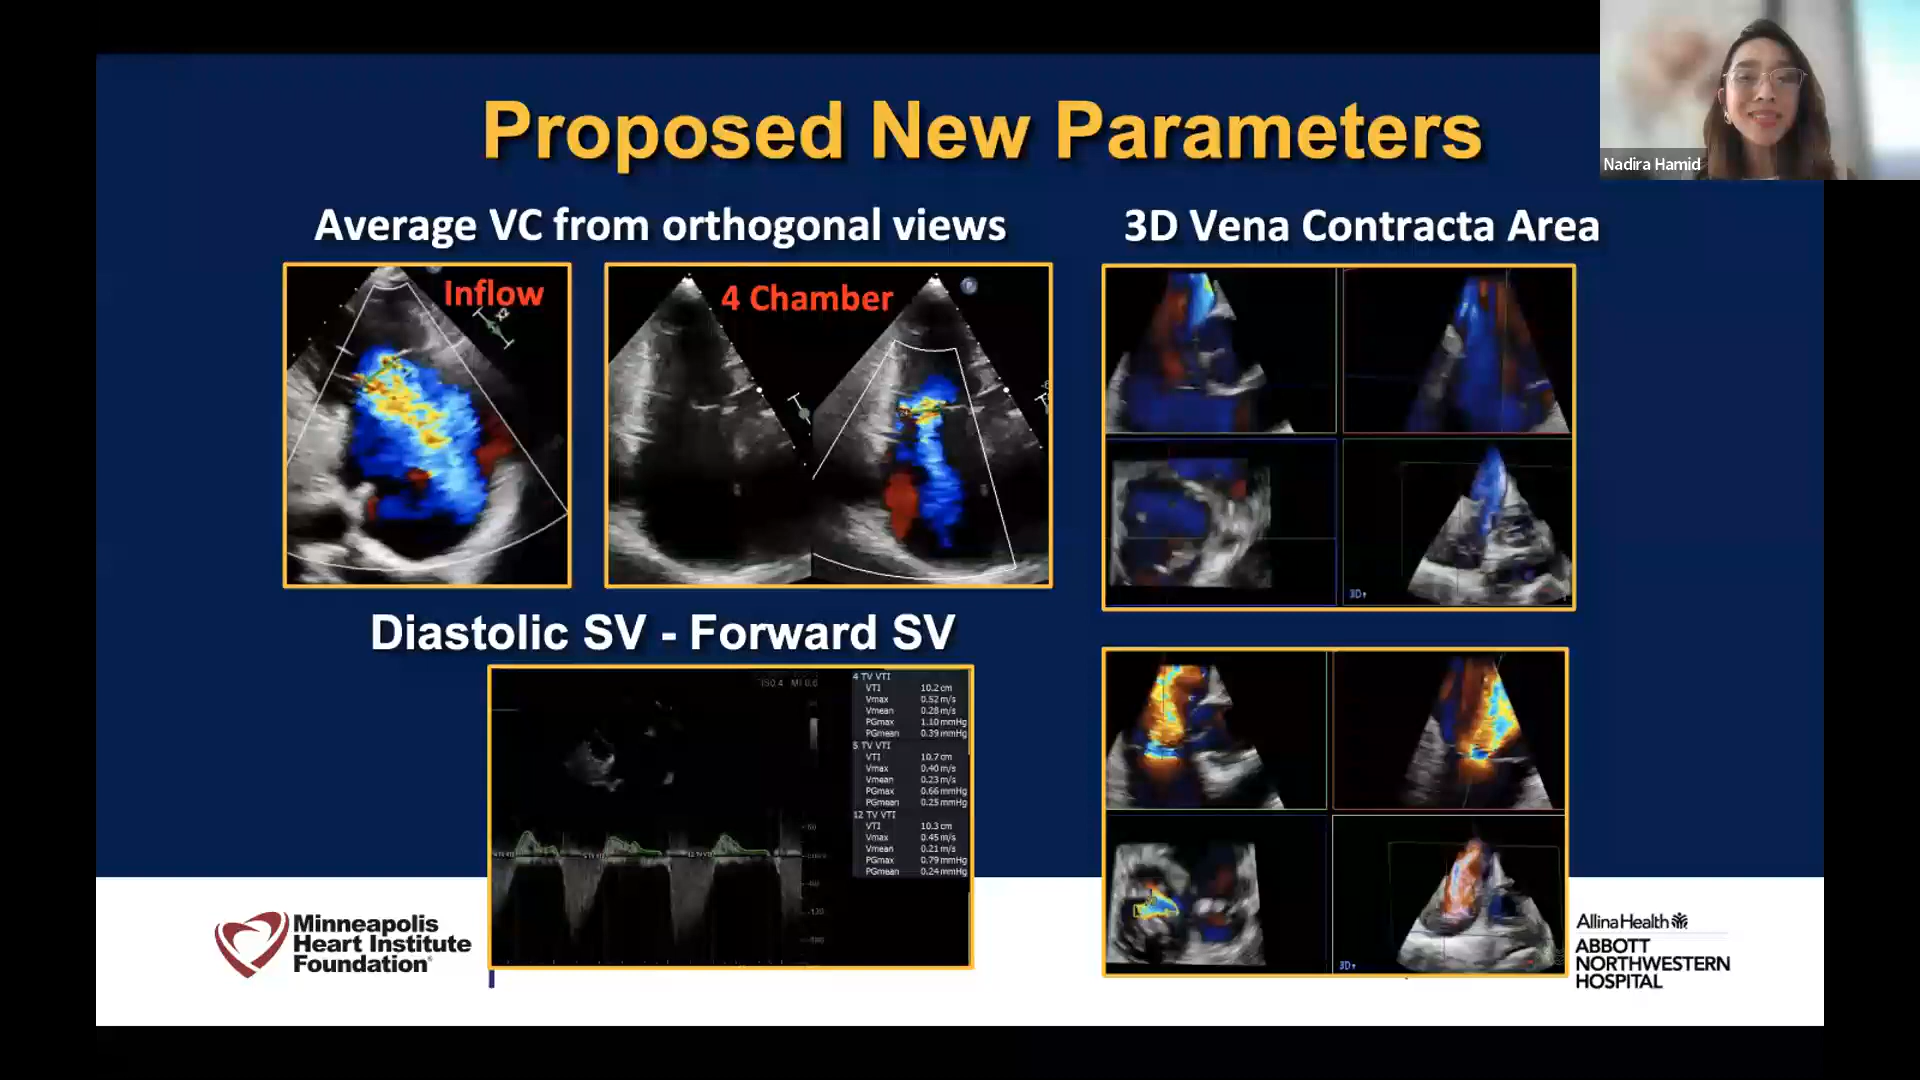 Proposed New Parameters
Nadira Hamid
Average VC from orthogonal views
3D Vena Contracta Area
Inflow
x2
4 Chamber
P
3D
Diastolic SV - Forward SV
4 TV VTI
VTI 10.2 cm
Vmax 0.52 m/s
Vmean 0.28 m/s
PGmax 1.10 mmHg
PGmean 0.39 mmHg
5 TV VTI
VTI 10.7 cm
Vmax 0.40 m/s
Vmean 0.23 m/s
PGmax 0.66 mmHg
PGmean 0.25 mmHg
12 TV VTI
VTI 10.3 cm
Vmax 0.45 m/s
Vmean 0.21 m/s
PGmax 0.79 mmHg
PGmean 0.24 mmHg
3D
Minneapolis
Heart Institute
Foundation
AllinaHealth
ABBOTT
NORTHWESTERN
HOSPITAL